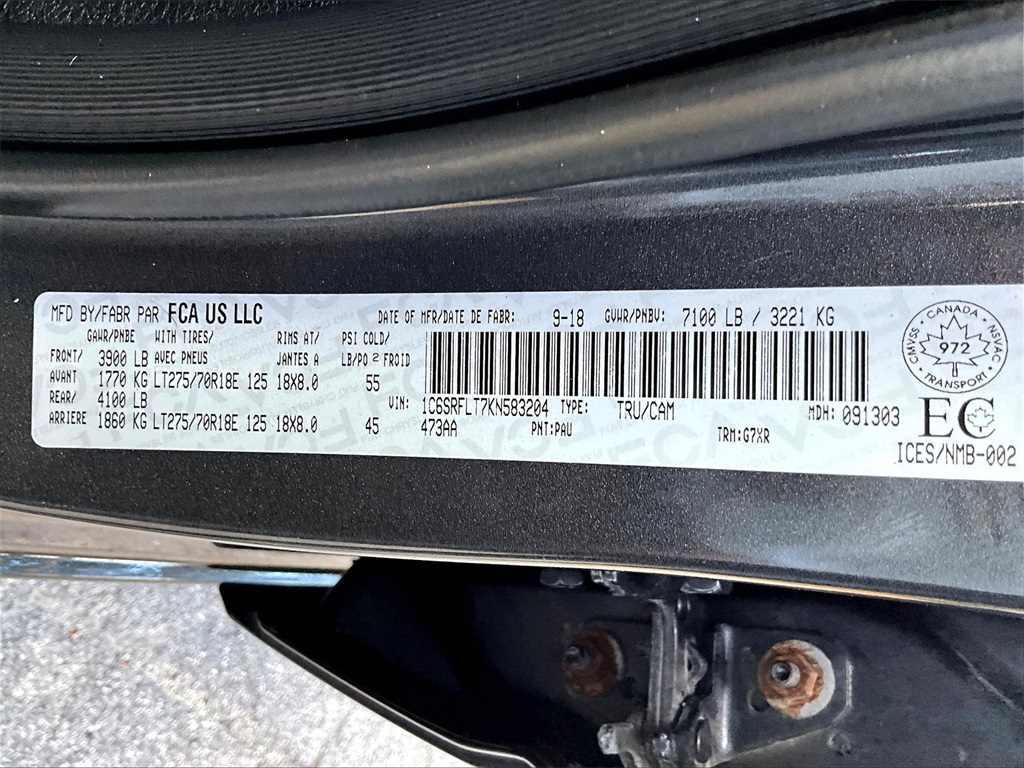 MFD BY/FABR PAR FCA US LLC DATE OF MFR/DATE DE FABR: 9-18 GVWR/PNBV: 7100 LB / 3221 KG
GAWR/PNBE WITH TIRES/ RIMS AT/ PSI COLD/
FRONT/ 3900 LB AVEC PNEUS JANTES A LB/PO 2 FROID
AVANT 1770 KG LT275/70R18E 125 18X8.0 55
REAR/ 4100 LB VIN: 1C6SRFLT7KN583204 TYPE: TRU/CAM MDH: 091303
ARRIERE 1860 KG LT275/70R18E 125 18X8.0 45 473AA PNT:PAU TRM:G7XR
CANADA
CMVSS 972 NSVAC
TRANSPORT
EC
ICES/NMB-002